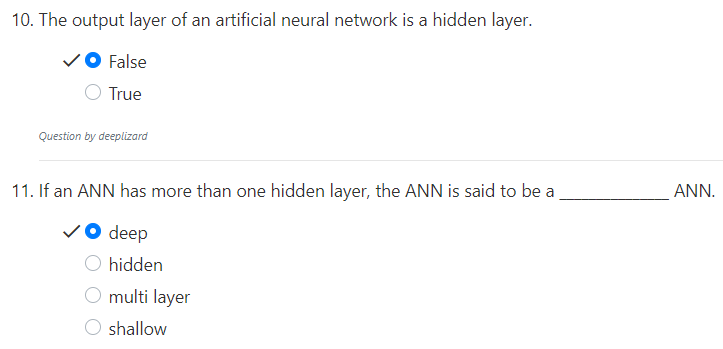 10. The output layer of an artificial neural network is a hidden layer.
False
True
Question by deeplizard
11. If an ANN has more than one hidden layer, the ANN is said to be a ______________ ANN.
deep
hidden
multi layer
shallow